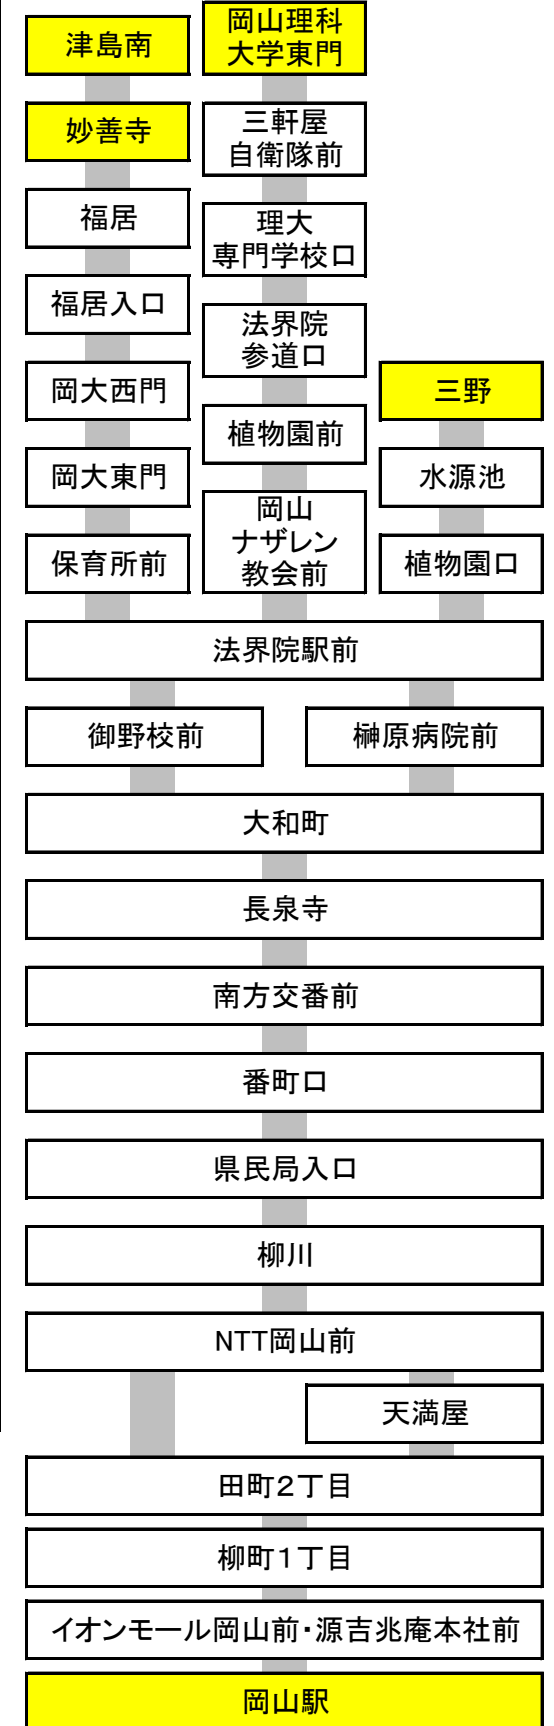 津島南
妙善寺
福居
福居入口
岡大西門
岡大東門
保育所前
岡山理科
大学東門
三軒屋
自衛隊前
理大
専門学校口
法界院
参道口
植物園前
岡山
ナザレン
教会前
三野
水源池
植物園口
法界院駅前
御野校前
榊原病院前
大和町
長泉寺
南方交番前
番町口
県民局入口
柳川
NTT岡山前
天満屋
田町2丁目
柳町1丁目
イオンモール岡山前・源吉兆庵本社前
岡山駅